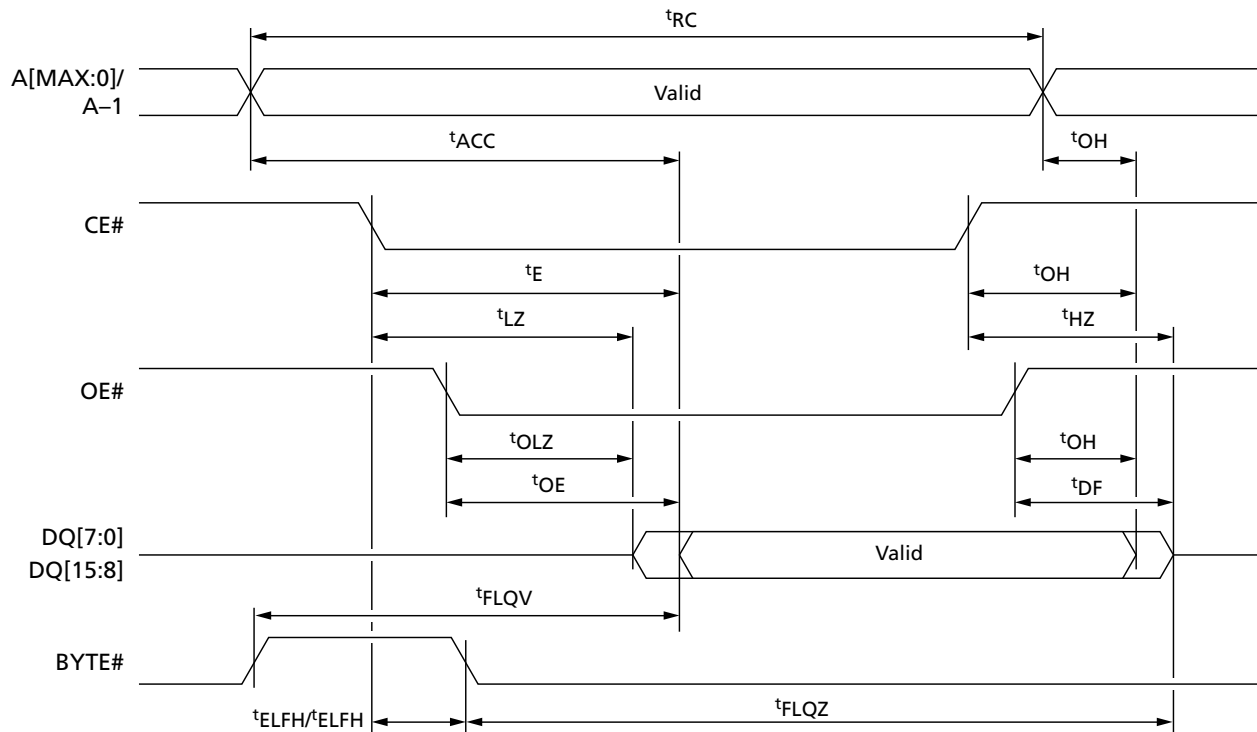 tRC
A[MAX:0]/
A–1
Valid
tACC
tOH
CE#
tE
tOH
tLZ
tHZ
OE#
tOLZ
tOH
tOE
tDF
DQ[7:0]
DQ[15:8]
Valid
tFLQV
BYTE#
tELFH/tELFH
tFLQZ